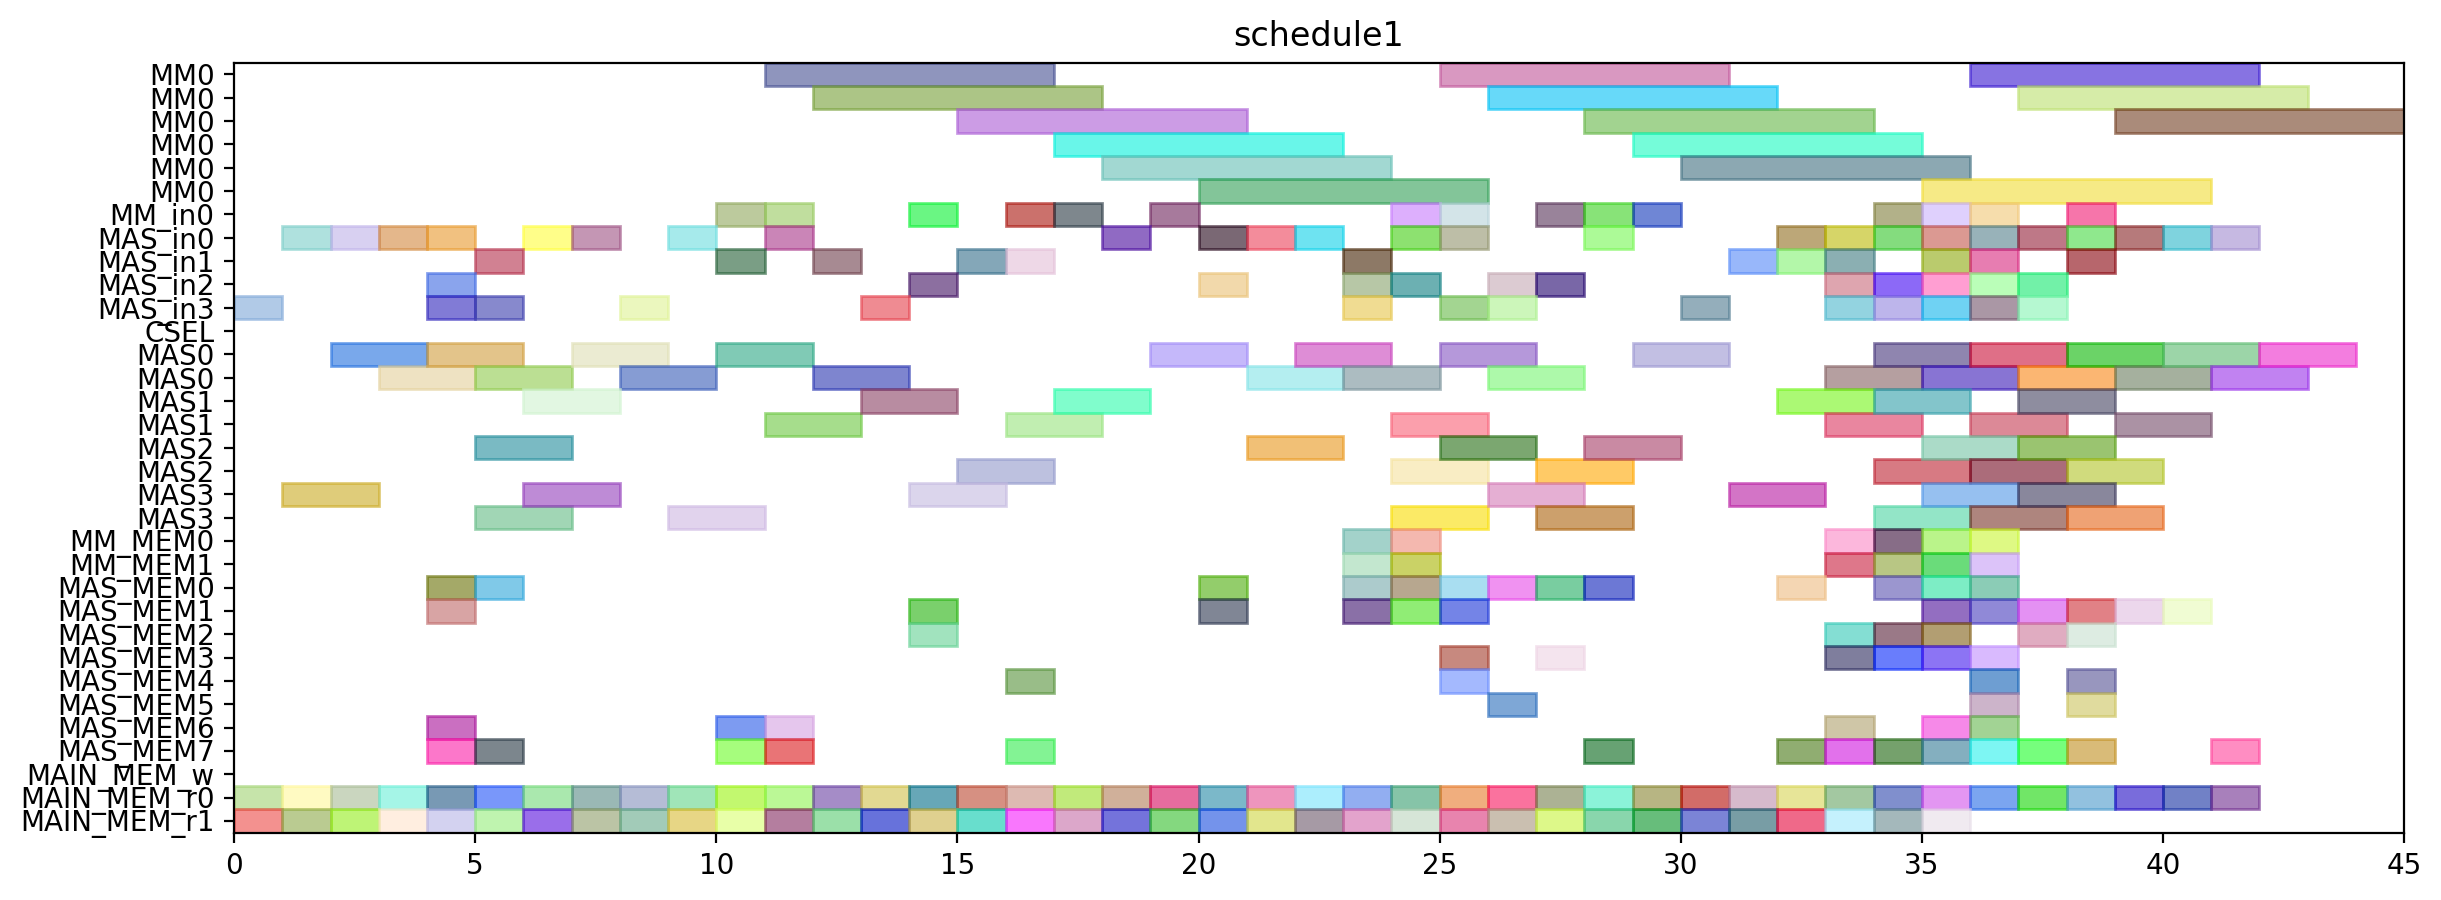 schedule1
MM0
MM0
MM0
MM0
MM0
MM0
MM_in0
MAS_in0
MAS_in1
MAS_in2
MAS_in3
CSEL
MAS0
MAS0
MAS1
MAS1
MAS2
MAS2
MAS3
MAS3
MM_MEM0
MM_MEM1
MAS_MEM0
MAS_MEM1
MAS_MEM2
MAS_MEM3
MAS_MEM4
MAS_MEM5
MAS_MEM6
MAS_MEM7
MAIN_MEM_w
MAIN_MEM_r0
MAIN_MEM_r1
0 5 10 15 20 25 30 35 40 45